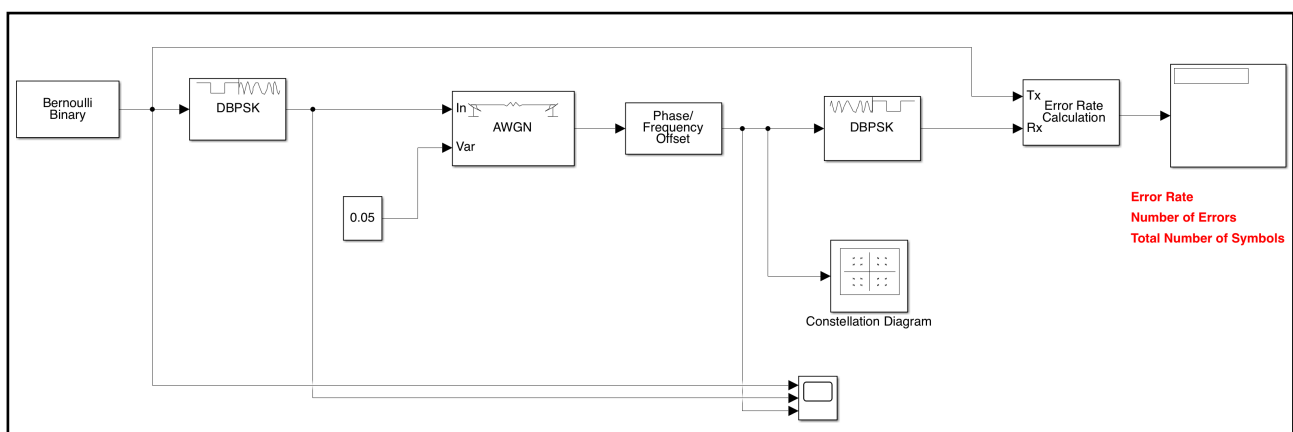 Bernoulli
Binary
DBPSK
In
Var
AWGN
0.05
Phase/
Frequency
Offset
DBPSK
Tx
Rx
Error Rate
Calculation
Error Rate
Number of Errors
Total Number of Symbols
Constellation Diagram